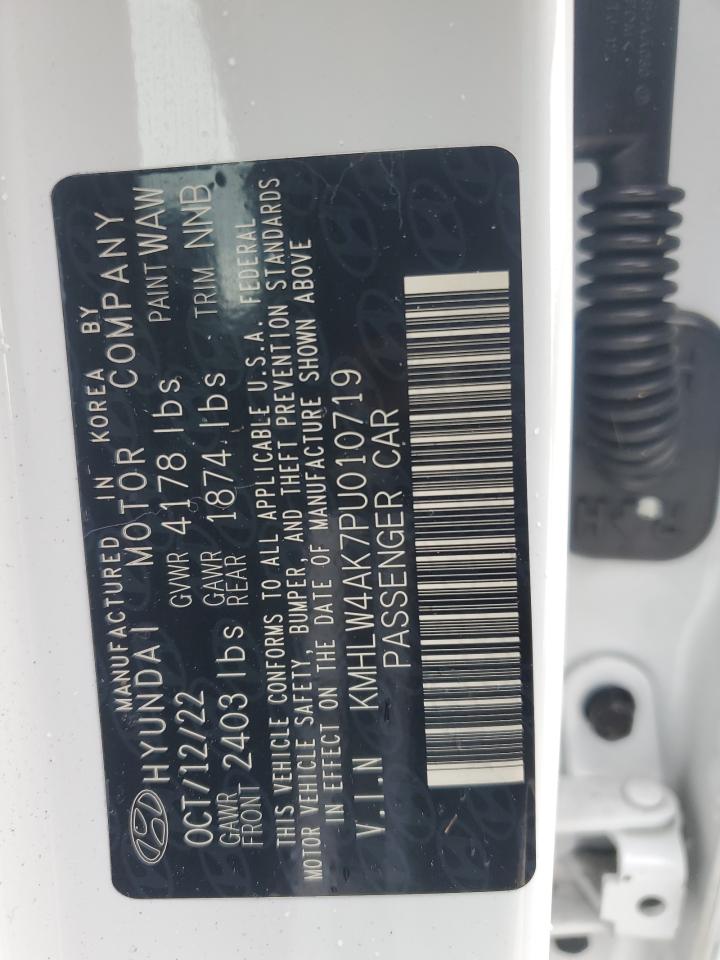 MANUFACTURED IN KOREA BY
HYUNDAI MOTOR COMPANY
OCT/12/22 GVWR 4178 lbs PAINT WAW
GAWR FRONT 2403 lbs GAWR REAR 1874 lbs TRIM NNB
THIS VEHICLE CONFORMS TO ALL APPLICABLE U.S.A. FEDERAL
MOTOR VEHICLE SAFETY, BUMPER, AND THEFT PREVENTION STANDARDS
IN EFFECT ON THE DATE OF MANUFACTURE SHOWN ABOVE
V.I.N KMHLW4AK7PU010719
PASSENGER CAR